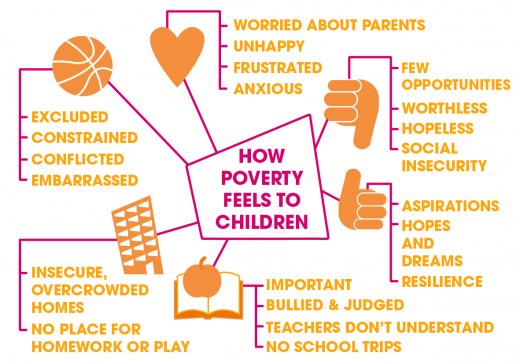 WORRIED ABOUT PARENTS
UNHAPPY
FRUSTRATED
ANXIOUS
EXCLUDED
CONSTRAINED
CONFLICTED
EMBARRASSED
FEW
OPPORTUNITIES
WORTHLESS
HOPELESS
SOCIAL
INSECURITY
HOW
POVERTY
FEELS TO
CHILDREN
ASPIRATIONS
HOPES
AND
DREAMS
RESILIENCE
INSECURE,
OVERCROWDED
HOMES
NO PLACE FOR
HOMEWORK OR PLAY
IMPORTANT
BULLIED & JUDGED
TEACHERS DON'T UNDERSTAND
NO SCHOOL TRIPS